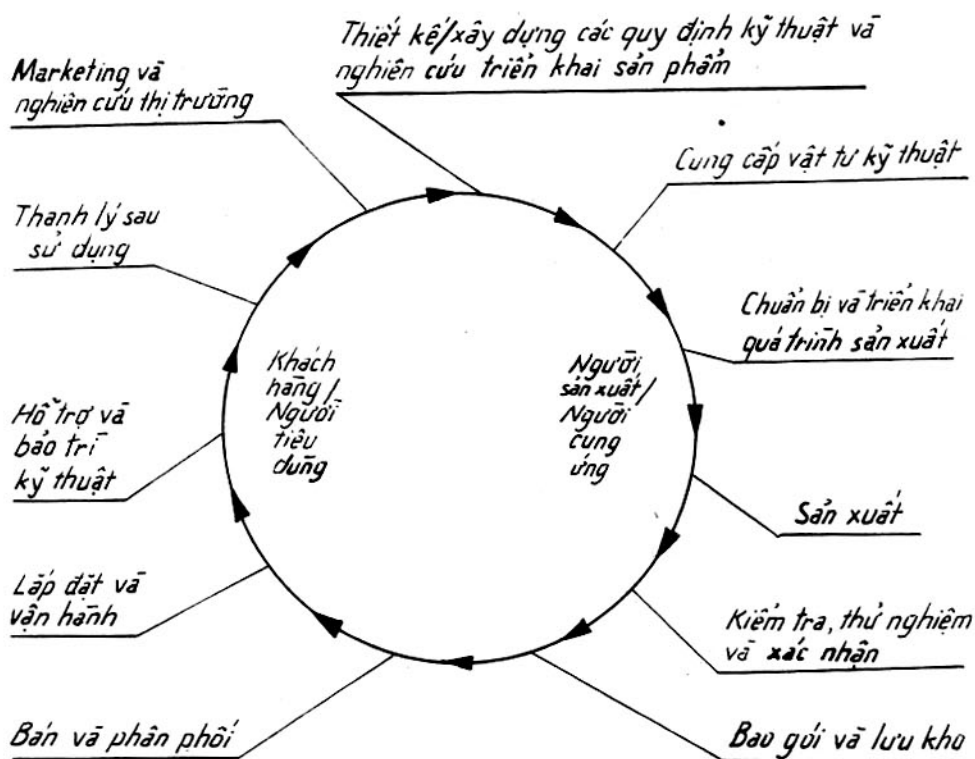 Thiết kế/xây dựng các quy định kỹ thuật và
nghiên cứu triển khai sản phẩm
Marketing và
nghiên cứu thị trường
Cung cấp vật tư kỹ thuật
Thanh lý sau
sử dụng
Chuẩn bị và triển khai
quá trình sản xuất
Khách
hàng/
Người
tiêu
dùng
Người
sản xuất/
Người
cung
ứng
Hỗ trợ và
bảo trì
kỹ thuật
Sản xuất
Lắp đặt và
vận hành
Kiểm tra, thử nghiệm
và xác nhận
Bán và phân phối
Bao gói và lưu kho